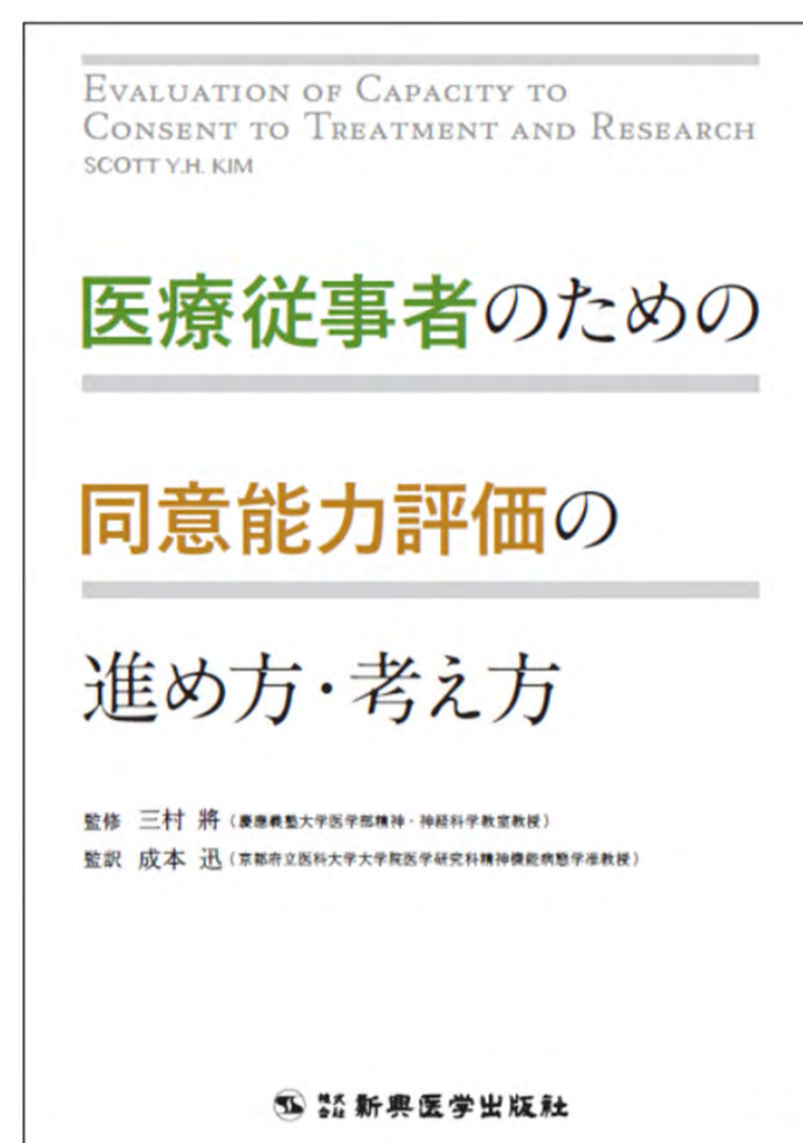 EVALUATION OF CAPACITY TO
CONSENT TO TREATMENT AND RESEARCH
SCOTT Y.H. KIM
医療従事者のための
同意能力評価の
進め方・考え方
監修 三村 將(慶應義塾大学医学部精神・神経科学教室教授)
監訳 成本 迅(京都府立医科大学大学院医学研究科精神機能病態学准教授)
株式会社 新興医学出版社